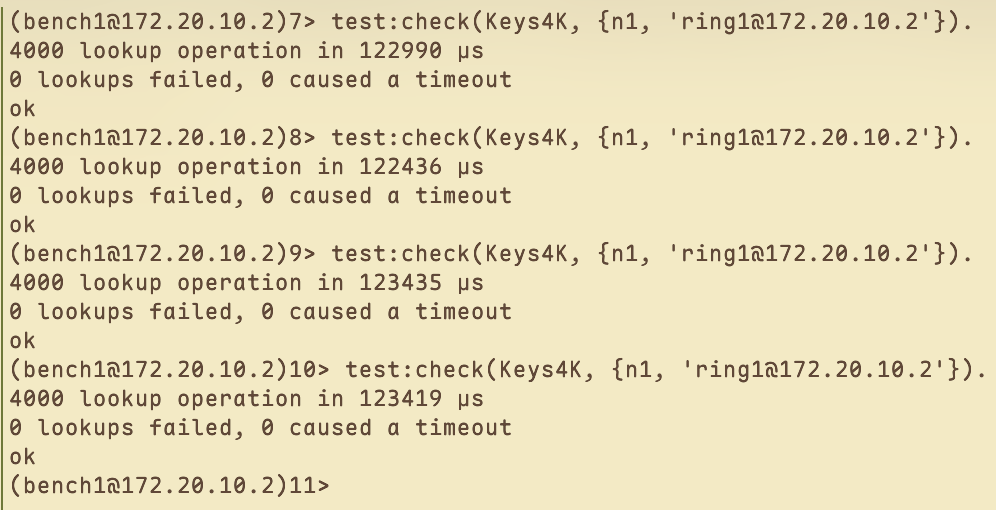 (bench1@172.20.10.2)7> test:check(Keys4K, {n1, 'ring1@172.20.10.2'}).
4000 lookup operation in 122990 µs
0 lookups failed, 0 caused a timeout
ok
(bench1@172.20.10.2)8> test:check(Keys4K, {n1, 'ring1@172.20.10.2'}).
4000 lookup operation in 122436 µs
0 lookups failed, 0 caused a timeout
ok
(bench1@172.20.10.2)9> test:check(Keys4K, {n1, 'ring1@172.20.10.2'}).
4000 lookup operation in 123435 µs
0 lookups failed, 0 caused a timeout
ok
(bench1@172.20.10.2)10> test:check(Keys4K, {n1, 'ring1@172.20.10.2'}).
4000 lookup operation in 123419 µs
0 lookups failed, 0 caused a timeout
ok
(bench1@172.20.10.2)11>